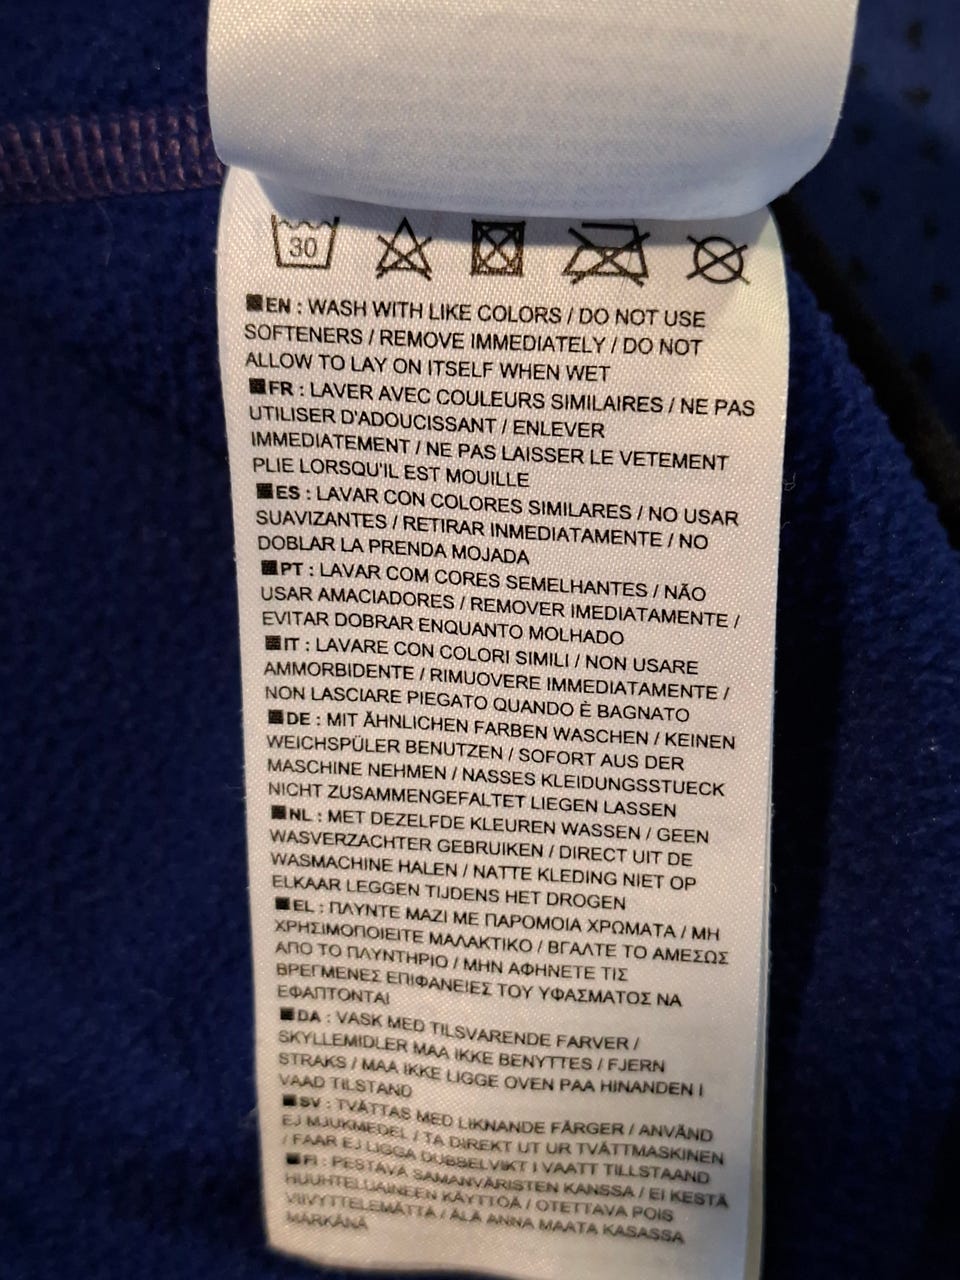 30
EN : WASH WITH LIKE COLORS / DO NOT USE
SOFTENERS / REMOVE IMMEDIATELY / DO NOT
ALLOW TO LAY ON ITSELF WHEN WET
FR : LAVER AVEC COULEURS SIMILAIRES / NE PAS
UTILISER D'ADOUCISSANT / ENLEVER
IMMEDIATEMENT / NE PAS LAISSER LE VETEMENT
PLIE LORSQU'IL EST MOUILLE
ES : LAVAR CON COLORES SIMILARES / NO USAR
SUAVIZANTES / RETIRAR INMEDIATAMENTE / NO
DOBLAR LA PRENDA MOJADA
PT : LAVAR COM CORES SEMELHANTES / NÃO
USAR AMACIADORES / REMOVER IMEDIATAMENTE /
EVITAR DOBRAR ENQUANTO MOLHADO
IT : LAVARE CON COLORI SIMILI / NON USARE
AMMORBIDENTE / RIMUOVERE IMMEDIATAMENTE /
NON LASCIARE PIEGATO QUANDO È BAGNATO
DE : MIT ÄHNLICHEN FARBEN WASCHEN / KEINEN
WEICHSPÜLER BENUTZEN / SOFORT AUS DER
MASCHINE NEHMEN / NASSES KLEIDUNGSSTUECK
NICHT ZUSAMMENGEFALTET LIEGEN LASSEN
NL : MET DEZELFDE KLEUREN WASSEN / GEEN
WASVERZACHTER GEBRUIKEN / DIRECT UIT DE
WASMACHINE HALEN / NATTE KLEDING NIET OP
ELKAAR LEGGEN TIJDENS HET DROGEN
EL : ΠΛΥΝΤΕ ΜΑΖΙ ΜΕ ΠΑΡΟΜΟΙΑ ΧΡΩΜΑΤΑ / ΜΗ
ΧΡΗΣΙΜΟΠΟΙΕΙΤΕ ΜΑΛΑΚΤΙΚΟ / ΒΓΑΛΤΕ ΤΟ ΑΜΕΣΩΣ
ΑΠΟ ΤΟ ΠΛΥΝΤΗΡΙΟ / ΜΗΝ ΑΦΗΝΕΤΕ ΤΙΣ
ΒΡΕΓΜΕΝΕΣ ΕΠΙΦΑΝΕΙΕΣ ΤΟΥ ΥΦΑΣΜΑΤΟΣ ΝΑ
ΕΦΑΠΤΟΝΤΑΙ
DA : VASK MED TILSVARENDE FARVER /
SKYLLEMIDLER MAA IKKE BENYTTES / FJERN
STRAKS / MAA IKKE LIGGE OVEN PAA HINANDEN I
VAAD TILSTAND
SV : TVÄTTAS MED LIKNANDE FÄRGER / ANVÄND
EJ MJUKMEDEL / TA DIREKT UT UR TVÄTTMASKINEN
/ FAAR EJ LIGGA DUBBELVIKT I VAATT TILLSTAAND
FI : PESTÄVÄ SAMANVÄRISTEN KANSSA / EI KESTÄ
HUUHTELUAINEEN KÄYTTÖÄ / OTETTAVA POIS
VIIVYTTELEMÄTTÄ / ÄLÄ ANNA MAATA KASASSA
MÄRKÄNÄ